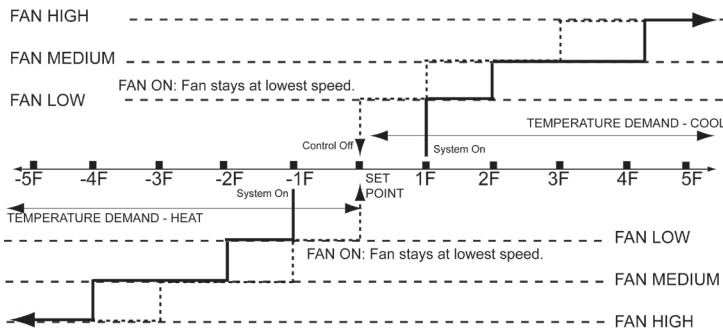 FAN HIGH
FAN MEDIUM
FAN ON: Fan stays at lowest speed.
FAN LOW
TEMPERATURE DEMAND - COOL
Control Off
System On
-5F -4F -3F -2F -1F SET 1F 2F 3F 4F 5F
POINT
System On
TEMPERATURE DEMAND - HEAT
FAN LOW
FAN ON: Fan stays at lowest speed.
FAN MEDIUM
FAN HIGH